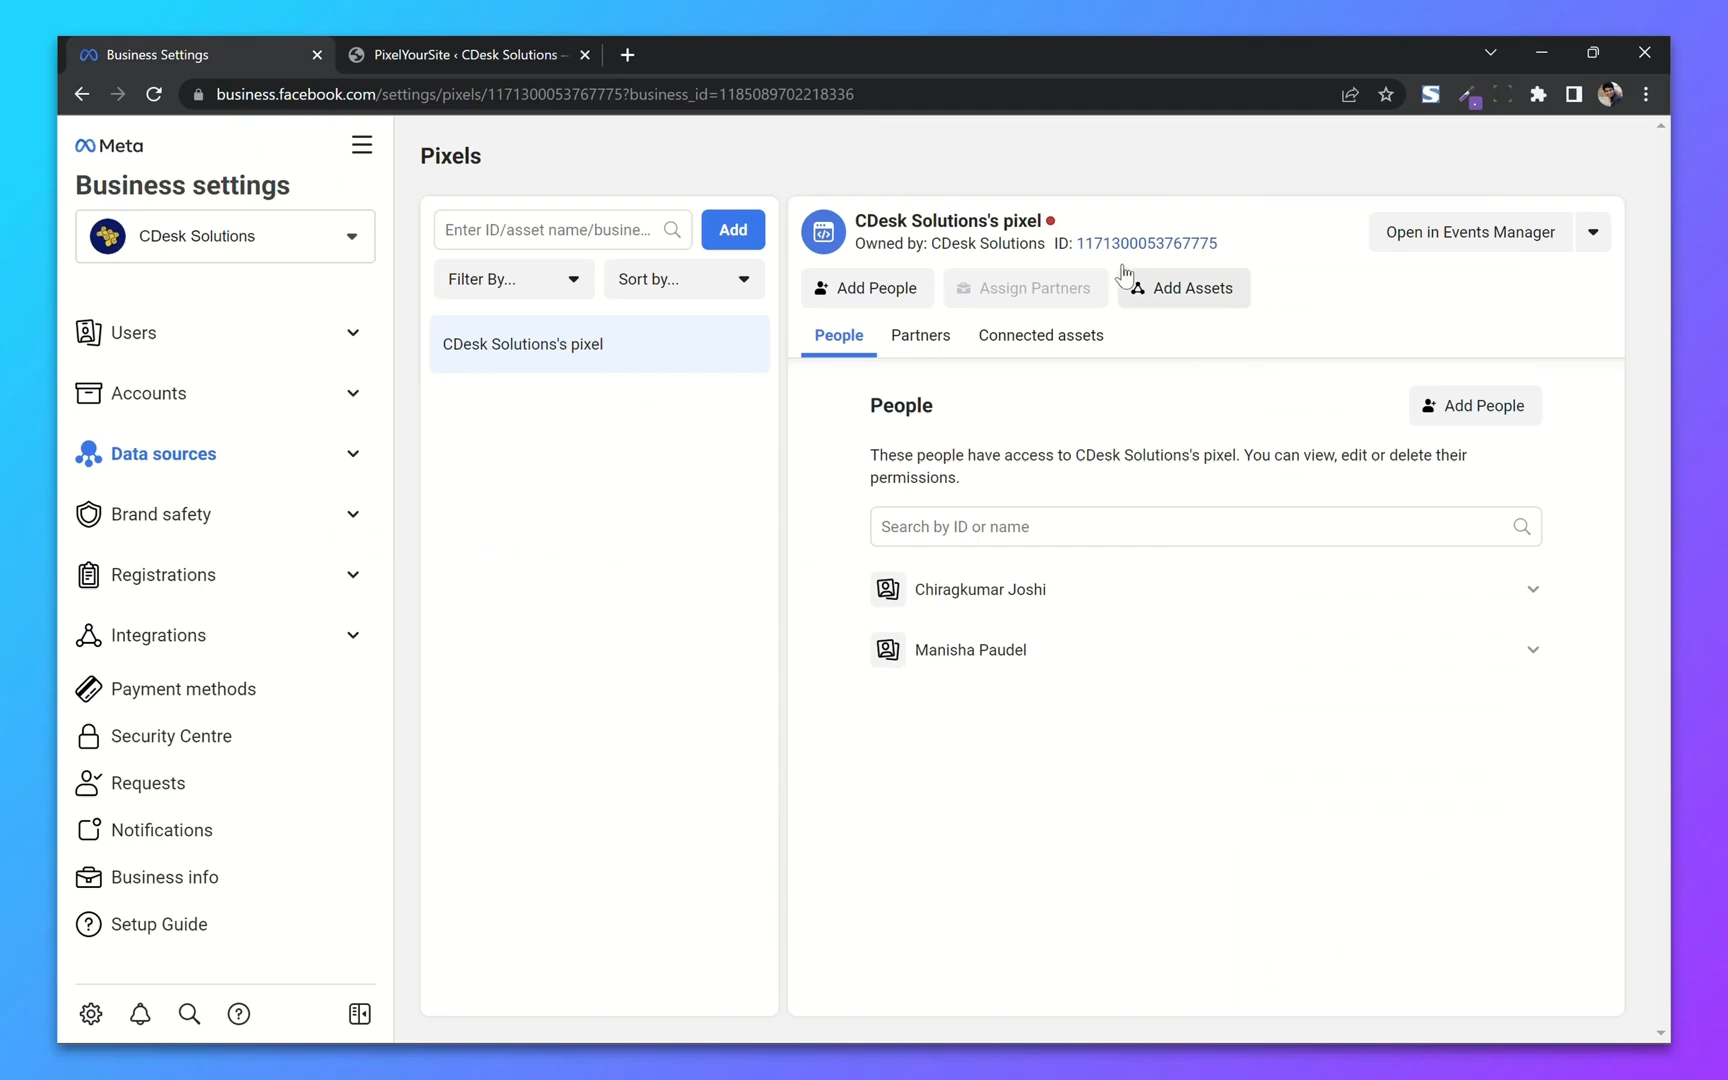 Business Settings
PixelYourSite ‹ CDesk Solutions –
business.facebook.com/settings/pixels/1171300053767775?business_id=1185089702218336
Meta
Business settings
CDesk Solutions
Users
Accounts
Data sources
Brand safety
Registrations
Integrations
Payment methods
Security Centre
Requests
Notifications
Business info
Setup Guide
Pixels
Enter ID/asset name/busine...
Add
Filter By...
Sort by...
CDesk Solutions's pixel
CDesk Solutions's pixel
Owned by: CDesk Solutions ID: 1171300053767775
Open in Events Manager
Add People
Assign Partners
Add Assets
People
Partners
Connected assets
People
Add People
These people have access to CDesk Solutions's pixel. You can view, edit or delete their
permissions.
Search by ID or name
Chiragkumar Joshi
Manisha Paudel